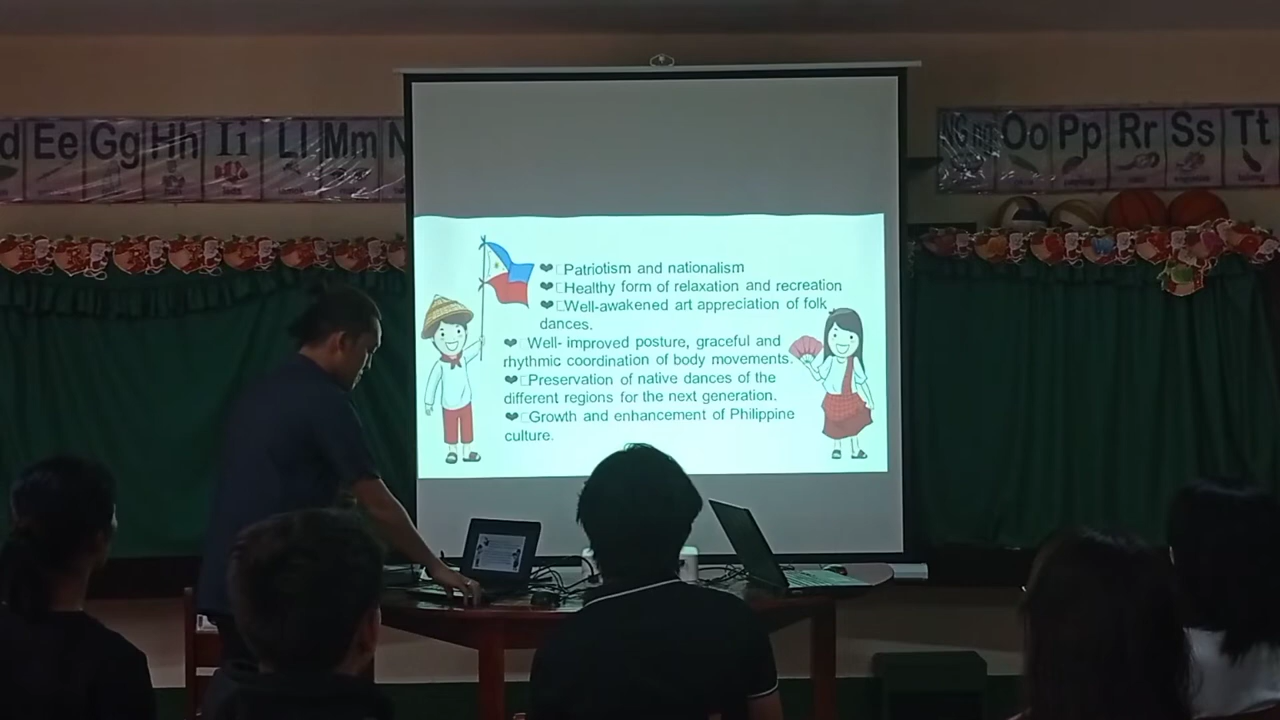 d Ee Gg Hh Ii Ll Mm N
NG ng Oo Pp Rr Ss Tt
❤ Patriotism and nationalism
❤ Healthy form of relaxation and recreation
❤ Well-awakened art appreciation of folk
dances.
❤ Well- improved posture, graceful and
rhythmic coordination of body movements.
❤ Preservation of native dances of the
different regions for the next generation.
❤ Growth and enhancement of Philippine
culture.